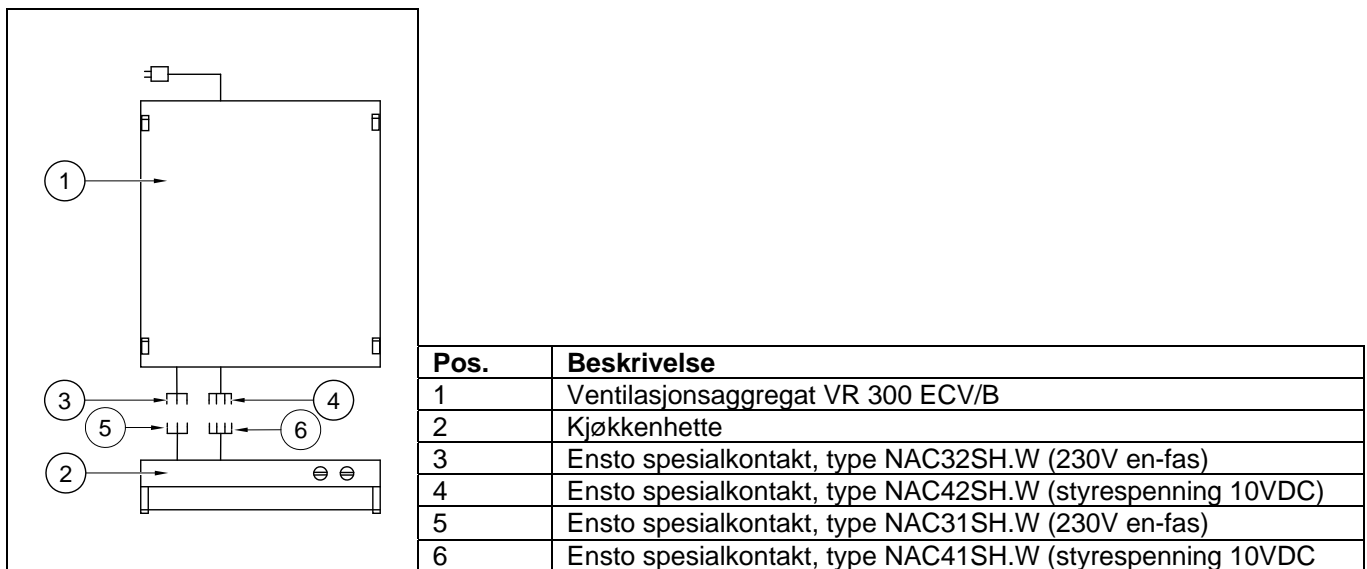 1
3
4
5
6
2
Pos. Beskrivelse
1 Ventilasjonsaggregat VR 300 ECV/B
2 Kjøkkenhette
3 Ensto spesialkontakt, type NAC32SH.W (230V en-fas)
4 Ensto spesialkontakt, type NAC42SH.W (styrespenning 10VDC)
5 Ensto spesialkontakt, type NAC31SH.W (230V en-fas)
6 Ensto spesialkontakt, type NAC41SH.W (styrespenning 10VDC